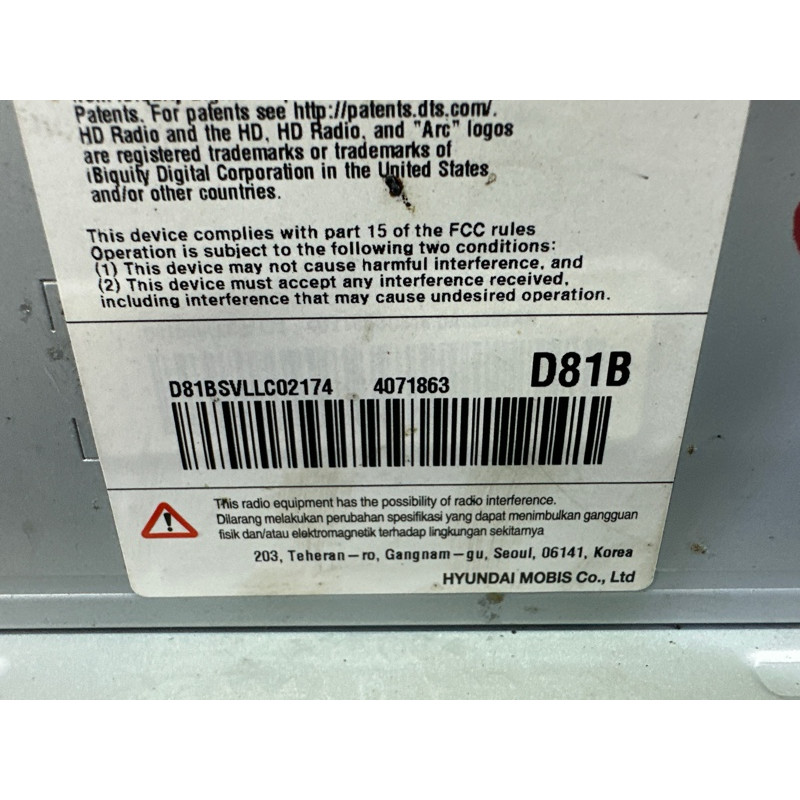 Patents. For patents see http://patents.dts.com/.
HD Radio and the HD, HD Radio, and "Arc" logos
are registered trademarks or trademarks of
iBiquity Digital Corporation in the United States
and/or other countries.
This device complies with part 15 of the FCC rules
Operation is subject to the following two conditions:
(1) This device may not cause harmful interference, and
(2) This device must accept any interference received,
including interference that may cause undesired operation.
D81BSVLLC02174 4071863 D81B
This radio equipment has the possibility of radio interference.
Dilarang melakukan perubahan spesifikasi yang dapat menimbulkan gangguan
fisik dan/atau elektromagnetik terhadap lingkungan sekitarnya
203, Teheran-ro, Gangnam-gu, Seoul, 06141, Korea
HYUNDAI MOBIS Co., Ltd